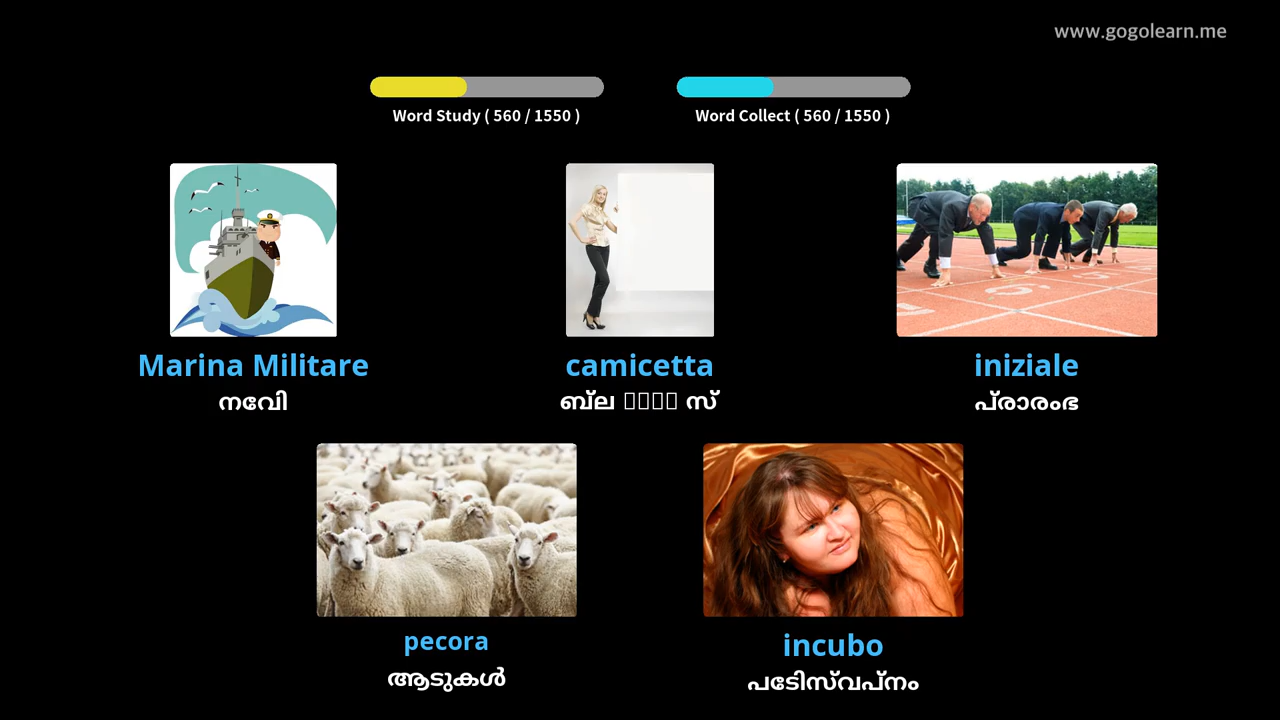 www.gogolearn.me
Word Study ( 560 / 1550 )
Word Collect ( 560 / 1550 )
Marina Militare
camicetta
iniziale
നവേി
ബ്ല ▯▯▯▯ സ്
പ്രാരംഭ
pecora
incubo
ആടുകൾ
പടേിസ്വപ്നം